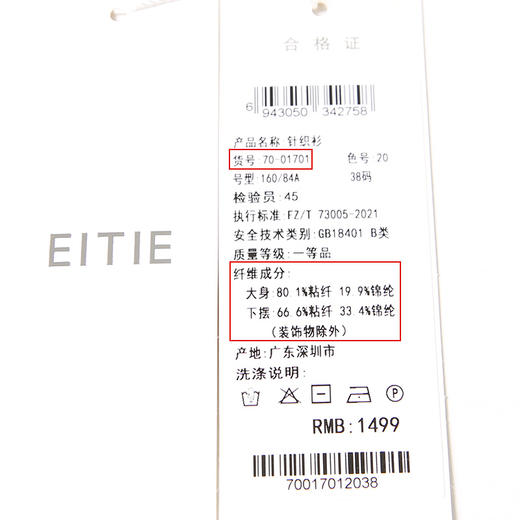 EITIE
合格证
6 943050 342758
产品名称:针织衫
货号:70-01701 色号:20
号型:160/84A 38码
检验员:45
执行标准:FZ/T 73005-2021
安全技术类别:GB18401 B类
质量等级:一等品
纤维成分:
大身:80.1%粘纤 19.9%锦纶
下摆:66.6%粘纤 33.4%锦纶
(装饰物除外)
产地:广东深圳市
洗涤说明:
P
RMB:1499
70017012038